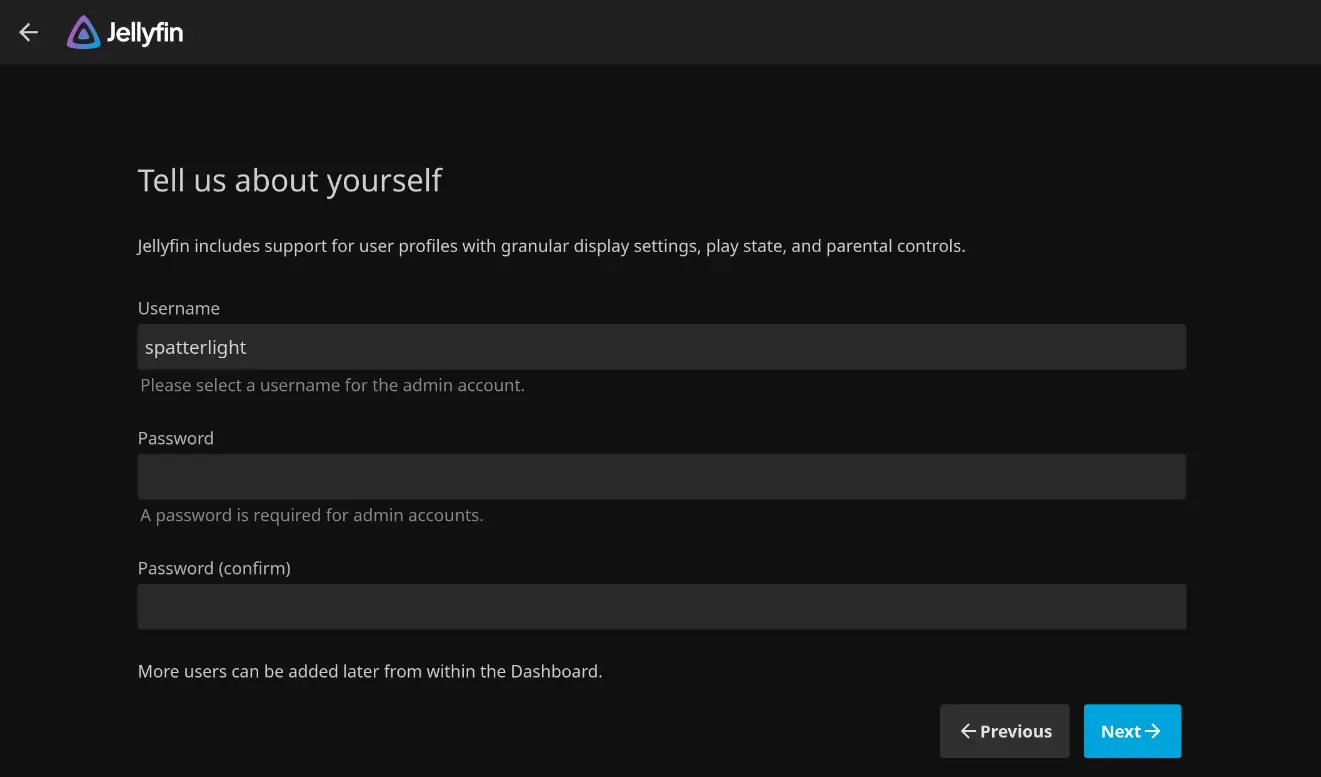 Jellyfin
Tell us about yourself
Jellyfin includes support for user profiles with granular display settings, play state, and parental controls.
Username
spatterlight
Please select a username for the admin account.
Password
A password is required for admin accounts.
Password (confirm)
More users can be added later from within the Dashboard.
Previous
Next